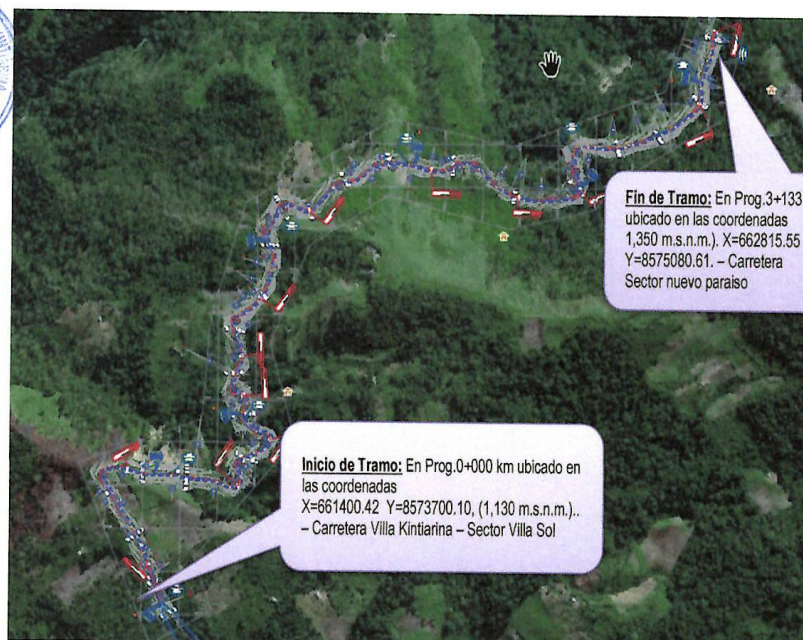 Fin de Tramo: En Prog.3+133
ubicado en las coordenadas
1,350 m.s.n.m.). X=662815.55
Y=8575080.61. – Carretera
Sector nuevo paraiso
Inicio de Tramo: En Prog.0+000 km ubicado en
las coordenadas
X=661400.42 Y=8573700.10, (1,130 m.s.n.m.)..
– Carretera Villa Kintiarina – Sector Villa Sol